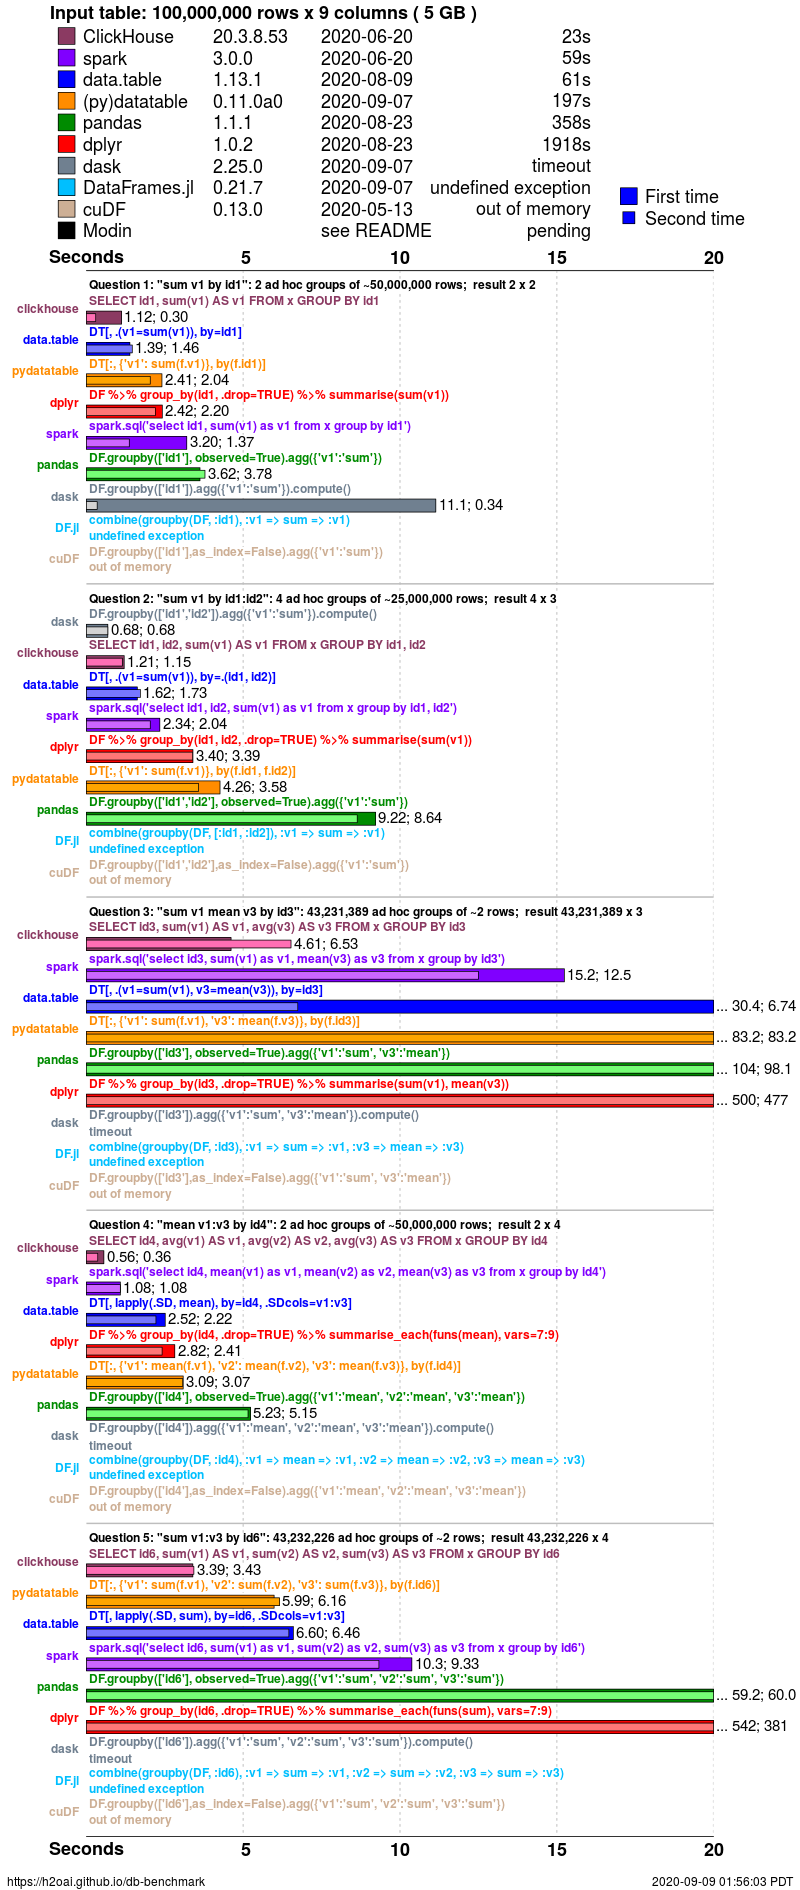 Input table: 100,000,000 rows x 9 columns ( 5 GB )
ClickHouse 20.3.8.53 2020-06-20 23s
spark 3.0.0 2020-06-20 59s
data.table 1.13.1 2020-08-09 61s
(py)datatable 0.11.0a0 2020-09-07 197s
pandas 1.1.1 2020-08-23 358s
dplyr 1.0.2 2020-08-23 1918s
dask 2.25.0 2020-09-07 timeout
DataFrames.jl 0.21.7 2020-09-07 undefined exception
cuDF 0.13.0 2020-05-13 out of memory
Modin see README pending
First time
Second time
Seconds 5 10 15 20
Question 1: "sum v1 by id1": 2 ad hoc groups of ~50,000,000 rows; result 2 x 2
SELECT id1, sum(v1) AS v1 FROM x GROUP BY id1
clickhouse 1.12; 0.30
DT[, .(v1=sum(v1)), by=id1]
data.table 1.39; 1.46
DT[:, {'v1': sum(f.v1)}, by(f.id1)]
pydatatable 2.41; 2.04
DF %>% group_by(id1, .drop=TRUE) %>% summarise(sum(v1))
dplyr 2.42; 2.20
spark.sql('select id1, sum(v1) as v1 from x group by id1')
spark 3.20; 1.37
DF.groupby(['id1'], observed=True).agg({'v1':'sum'})
pandas 3.62; 3.78
DF.groupby(['id1']).agg({'v1':'sum'}).compute()
dask 11.1; 0.34
combine(groupby(DF, :id1), :v1 => sum => :v1)
DF.jl undefined exception
DF.groupby(['id1'],as_index=False).agg({'v1':'sum'})
cuDF out of memory
Question 2: "sum v1 by id1:id2": 4 ad hoc groups of ~25,000,000 rows; result 4 x 3
DF.groupby(['id1','id2']).agg({'v1':'sum'}).compute()
dask 0.68; 0.68
SELECT id1, id2, sum(v1) AS v1 FROM x GROUP BY id1, id2
clickhouse 1.21; 1.15
DT[, .(v1=sum(v1)), by=.(id1, id2)]
data.table 1.62; 1.73
spark.sql('select id1, id2, sum(v1) as v1 from x group by id1, id2')
spark 2.34; 2.04
DF %>% group_by(id1, id2, .drop=TRUE) %>% summarise(sum(v1))
dplyr 3.40; 3.39
DT[:, {'v1': sum(f.v1)}, by(f.id1, f.id2)]
pydatatable 4.26; 3.58
DF.groupby(['id1','id2'], observed=True).agg({'v1':'sum'})
pandas 9.22; 8.64
combine(groupby(DF, [:id1, :id2]), :v1 => sum => :v1)
DF.jl undefined exception
DF.groupby(['id1','id2'],as_index=False).agg({'v1':'sum'})
cuDF out of memory
Question 3: "sum v1 mean v3 by id3": 43,231,389 ad hoc groups of ~2 rows; result 43,231,389 x 3
SELECT id3, sum(v1) AS v1, avg(v3) AS v3 FROM x GROUP BY id3
clickhouse 4.61; 6.53
spark.sql('select id3, sum(v1) as v1, mean(v3) as v3 from x group by id3')
spark 15.2; 12.5
DT[, .(v1=sum(v1), v3=mean(v3)), by=id3]
data.table ... 30.4; 6.74
DT[:, {'v1': sum(f.v1), 'v3': mean(f.v3)}, by(f.id3)]
pydatatable ... 83.2; 83.2
DF.groupby(['id3'], observed=True).agg({'v1':'sum', 'v3':'mean'})
pandas ... 104; 98.1
DF %>% group_by(id3, .drop=TRUE) %>% summarise(sum(v1), mean(v3))
dplyr ... 500; 477
DF.groupby(['id3']).agg({'v1':'sum', 'v3':'mean'}).compute()
dask timeout
combine(groupby(DF, :id3), :v1 => sum => :v1, :v3 => mean => :v3)
DF.jl undefined exception
DF.groupby(['id3'],as_index=False).agg({'v1':'sum', 'v3':'mean'})
cuDF out of memory
Question 4: "mean v1:v3 by id4": 2 ad hoc groups of ~50,000,000 rows; result 2 x 4
SELECT id4, avg(v1) AS v1, avg(v2) AS v2, avg(v3) AS v3 FROM x GROUP BY id4
clickhouse 0.56; 0.36
spark.sql('select id4, mean(v1) as v1, mean(v2) as v2, mean(v3) as v3 from x group by id4')
spark 1.08; 1.08
DT[, lapply(.SD, mean), by=id4, .SDcols=v1:v3]
data.table 2.52; 2.22
DF %>% group_by(id4, .drop=TRUE) %>% summarise_each(funs(mean), vars=7:9)
dplyr 2.82; 2.41
DT[:, {'v1': mean(f.v1), 'v2': mean(f.v2), 'v3': mean(f.v3)}, by(f.id4)]
pydatatable 3.09; 3.07
DF.groupby(['id4'], observed=True).agg({'v1':'mean', 'v2':'mean', 'v3':'mean'})
pandas 5.23; 5.15
DF.groupby(['id4']).agg({'v1':'mean', 'v2':'mean', 'v3':'mean'}).compute()
dask timeout
combine(groupby(DF, :id4), :v1 => mean => :v1, :v2 => mean => :v2, :v3 => mean => :v3)
DF.jl undefined exception
DF.groupby(['id4'],as_index=False).agg({'v1':'mean', 'v2':'mean', 'v3':'mean'})
cuDF out of memory
Question 5: "sum v1:v3 by id6": 43,232,226 ad hoc groups of ~2 rows; result 43,232,226 x 4
SELECT id6, sum(v1) AS v1, sum(v2) AS v2, sum(v3) AS v3 FROM x GROUP BY id6
clickhouse 3.39; 3.43
DT[:, {'v1': sum(f.v1), 'v2': sum(f.v2), 'v3': sum(f.v3)}, by(f.id6)]
pydatatable 5.99; 6.16
DT[, lapply(.SD, sum), by=id6, .SDcols=v1:v3]
data.table 6.60; 6.46
spark.sql('select id6, sum(v1) as v1, sum(v2) as v2, sum(v3) as v3 from x group by id6')
spark 10.3; 9.33
DF.groupby(['id6'], observed=True).agg({'v1':'sum', 'v2':'sum', 'v3':'sum'})
pandas ... 59.2; 60.0
DF %>% group_by(id6, .drop=TRUE) %>% summarise_each(funs(sum), vars=7:9)
dplyr ... 542; 381
DF.groupby(['id6']).agg({'v1':'sum', 'v2':'sum', 'v3':'sum'}).compute()
dask timeout
combine(groupby(DF, :id6), :v1 => sum => :v1, :v2 => sum => :v2, :v3 => sum => :v3)
DF.jl undefined exception
DF.groupby(['id6'],as_index=False).agg({'v1':'sum', 'v2':'sum', 'v3':'sum'})
cuDF out of memory
Seconds 5 10 15 20
https://h2oai.github.io/db-benchmark 2020-09-09 01:56:03 PDT